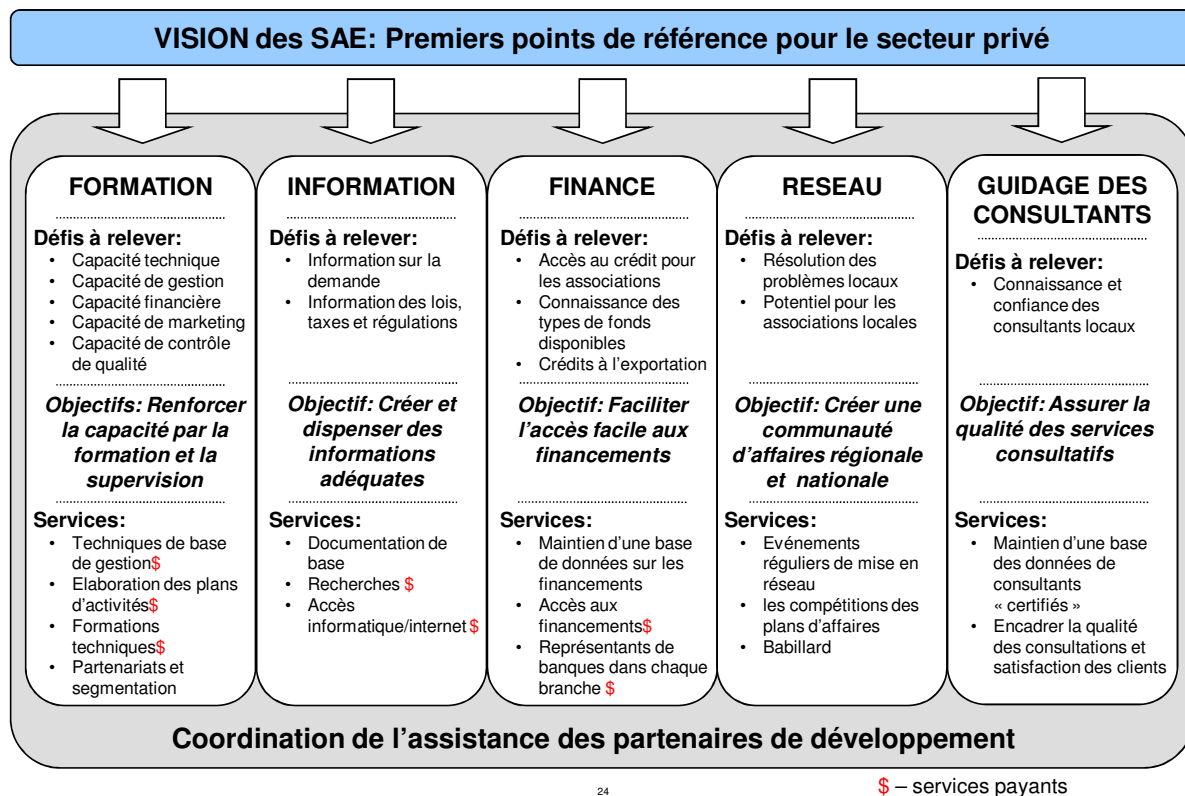 VISION des SAE: Premiers points de référence pour le secteur privé
FORMATION
Défis à relever:
• Capacité technique
• Capacité de gestion
• Capacité financière
• Capacité de marketing
• Capacité de contrôle
de qualité
Objectifs: Renforcer
la capacité par la
formation et la
supervision
Services:
• Techniques de base
de gestion$
• Elaboration des plans
d’activités$
• Formations
techniques$
• Partenariats et
segmentation
INFORMATION
Défis à relever:
• Information sur la
demande
• Information des lois,
taxes et régulations
Objectif: Créer et
dispenser des
informations
adéquates
Services:
• Documentation de
base
• Recherches $
• Accès
informatique/internet $
FINANCE
Défis à relever:
• Accès au crédit pour
les associations
• Connaissance des
types de fonds
disponibles
• Crédits à l’exportation
Objectif: Faciliter
l’accès facile aux
financements
Services:
• Maintien d’une base
de données sur les
financements
• Accès aux
financements$
• Représentants de
banques dans chaque
branche $
RESEAU
Défis à relever:
• Résolution des
problèmes locaux
• Potentiel pour les
associations locales
Objectif: Créer une
communauté
d’affaires régionale
et nationale
Services:
• Evénements
réguliers de mise en
réseau
• les compétitions des
plans d’affaires
• Babillard
GUIDAGE DES
CONSULTANTS
Défis à relever:
• Connaissance et
confiance des
consultants locaux
Objectif: Assurer la
qualité des services
consultatifs
Services:
• Maintien d’une base
des données de
consultants
« certifiés »
• Encadrer la qualité
des consultations et
satisfaction des clients
Coordination de l’assistance des partenaires de développement
24
$ – services payants